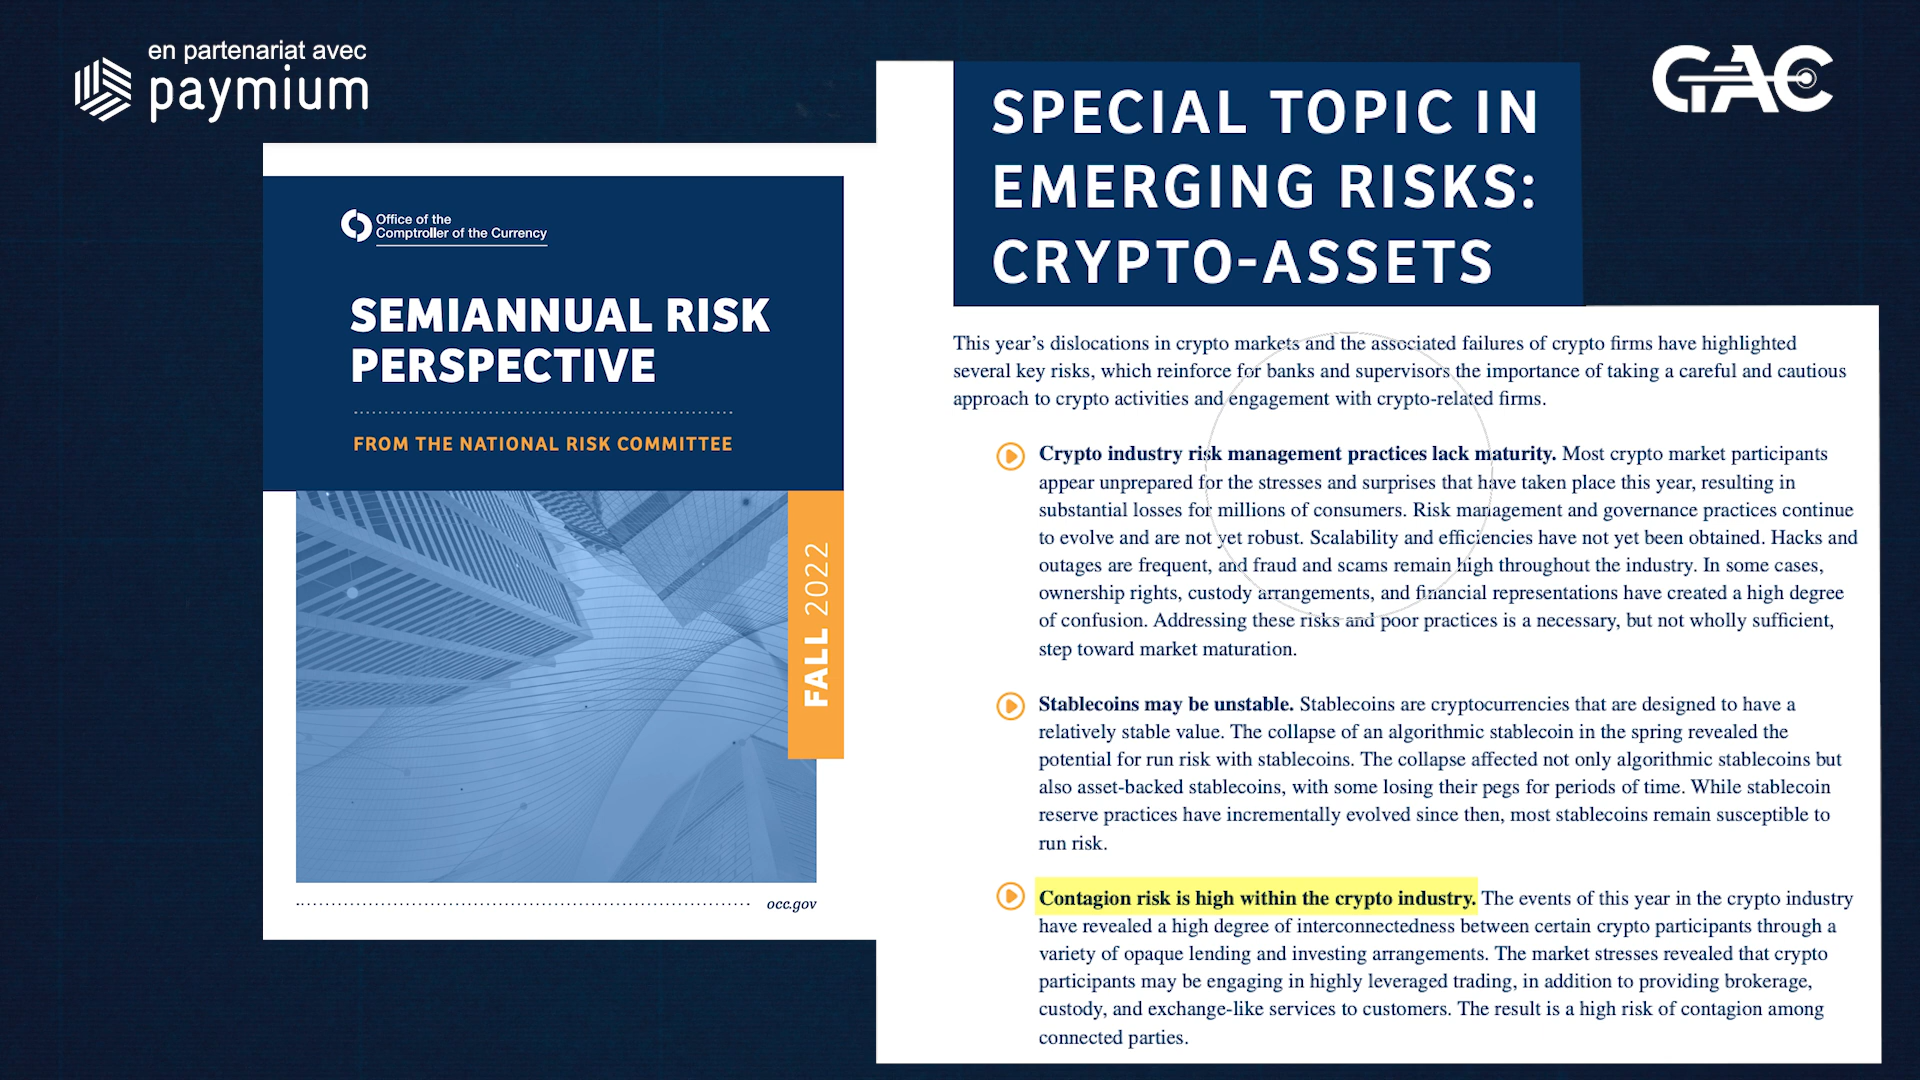 en partenariat avec
paymium
GAC
Office of the
Comptroller of the Currency
SEMIANNUAL RISK
PERSPECTIVE
FROM THE NATIONAL RISK COMMITTEE
FALL 2022
occ.gov
SPECIAL TOPIC IN
EMERGING RISKS:
CRYPTO-ASSETS
This year’s dislocations in crypto markets and the associated failures of crypto firms have highlighted
several key risks, which reinforce for banks and supervisors the importance of taking a careful and cautious
approach to crypto activities and engagement with crypto-related firms.
Crypto industry risk management practices lack maturity. Most crypto market participants
appear unprepared for the stresses and surprises that have taken place this year, resulting in
substantial losses for millions of consumers. Risk management and governance practices continue
to evolve and are not yet robust. Scalability and efficiencies have not yet been obtained. Hacks and
outages are frequent, and fraud and scams remain high throughout the industry. In some cases,
ownership rights, custody arrangements, and financial representations have created a high degree
of confusion. Addressing these risks and poor practices is a necessary, but not wholly sufficient,
step toward market maturation.
Stablecoins may be unstable. Stablecoins are cryptocurrencies that are designed to have a
relatively stable value. The collapse of an algorithmic stablecoin in the spring revealed the
potential for run risk with stablecoins. The collapse affected not only algorithmic stablecoins but
also asset-backed stablecoins, with some losing their pegs for periods of time. While stablecoin
reserve practices have incrementally evolved since then, most stablecoins remain susceptible to
run risk.
Contagion risk is high within the crypto industry. The events of this year in the crypto industry
have revealed a high degree of interconnectedness between certain crypto participants through a
variety of opaque lending and investing arrangements. The market stresses revealed that crypto
participants may be engaging in highly leveraged trading, in addition to providing brokerage,
custody, and exchange-like services to customers. The result is a high risk of contagion among
connected parties.